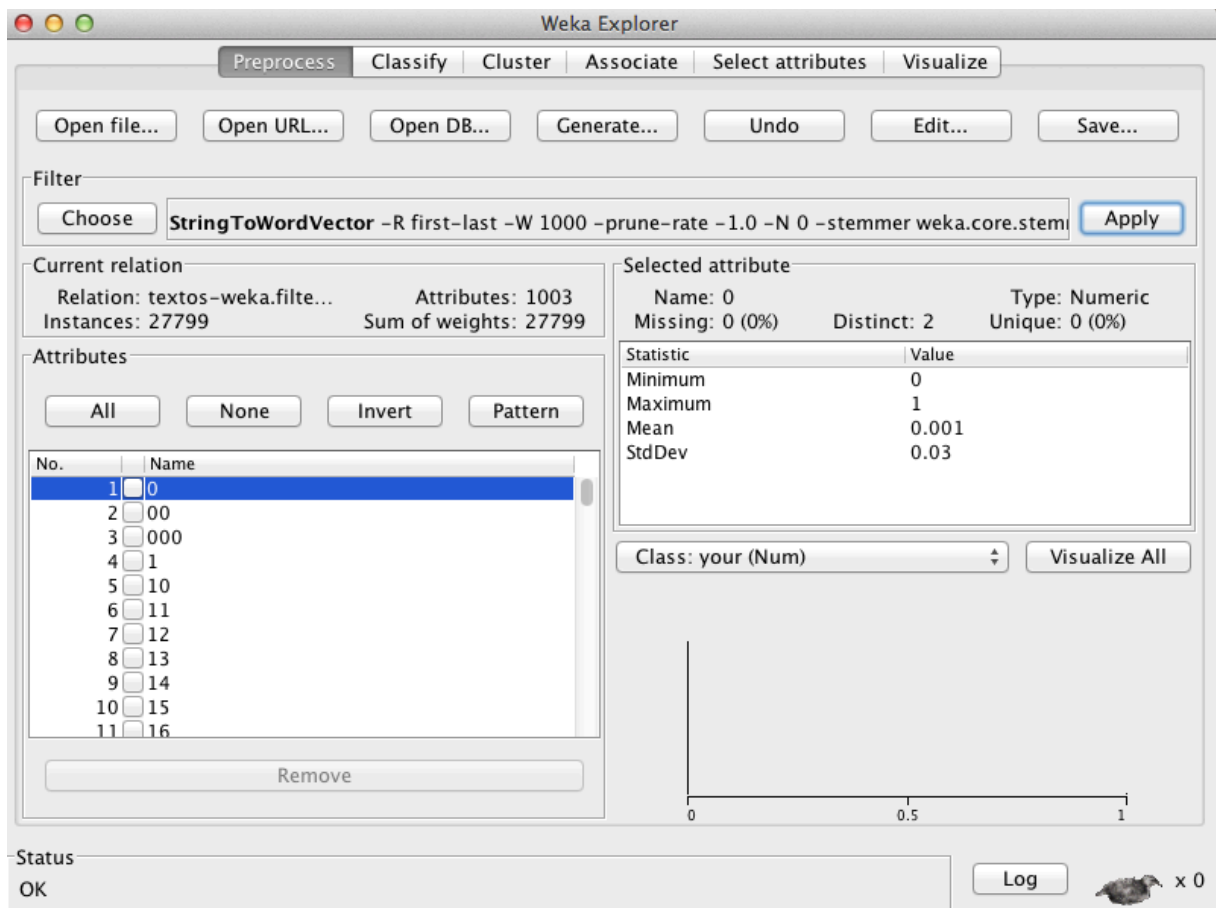 Weka Explorer
Preprocess Classify Cluster Associate Select attributes Visualize
Open file... Open URL... Open DB... Generate... Undo Edit... Save...
Filter
Choose StringToWordVector -R first-last -W 1000 -prune-rate -1.0 -N 0 -stemmer weka.core.stem Apply
Current relation
Relation: textos-weka.filte... Attributes: 1003
Instances: 27799 Sum of weights: 27799
Attributes
All None Invert Pattern
No. Name
1 0
2 00
3 000
4 1
5 10
6 11
7 12
8 13
9 14
10 15
11 16
Remove
Selected attribute
Name: 0 Type: Numeric
Missing: 0 (0%) Distinct: 2 Unique: 0 (0%)
Statistic Value
Minimum 0
Maximum 1
Mean 0.001
StdDev 0.03
Class: your (Num) Visualize All
0 0.5 1
Status
OK
Log x 0